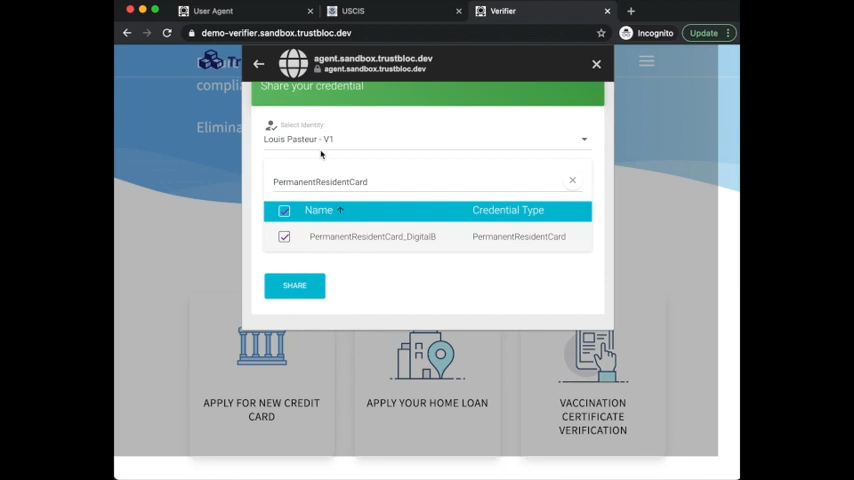 User Agent
USCIS
Verifier
demo-verifier.sandbox.trustbloc.dev
Incognito
Update
agent.sandbox.trustbloc.dev
agent.sandbox.trustbloc.dev
Share your credential
compli
Elimina
Select Identity:
Louis Pasteur - V1
PermanentResidentCard
Name Credential Type
PermanentResidentCard_DigitalB PermanentResidentCard
SHARE
APPLY FOR NEW CREDIT
CARD
APPLY YOUR HOME LOAN
VACCINATION
CERTIFICATE
VERIFICATION